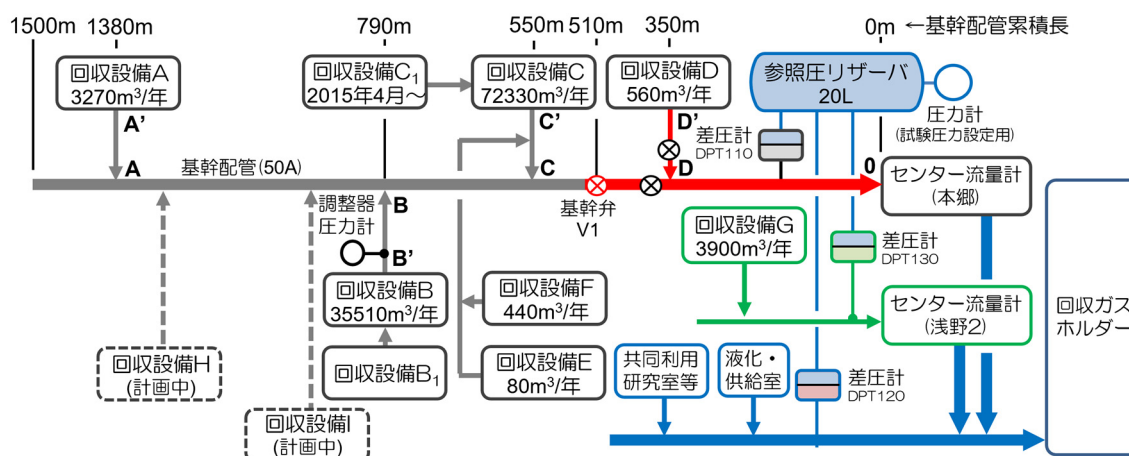 1500m 1380m 790m 550m 510m 350m 0m ←基幹配管累積長
回収設備A
3270m³/年
回収設備C₁
2015年4月～
回収設備C
72330m³/年
回収設備D
560m³/年
参照圧リザーバ
20L
圧力計
(試験圧力設定用)
A'
C'
D'
差圧計
DPT110
A
基幹配管(50A)
C
D
0
センター流量計
(本郷)
基幹弁
V1
調整器
圧力計
B
B'
回収設備G
3900m³/年
差圧計
DPT130
回収設備B
35510m³/年
回収設備F
440m³/年
センター流量計
(浅野2)
回収ガス
ホルダー
回収設備H
(計画中)
回収設備B₁
回収設備E
80m³/年
共同利用
研究室等
液化・
供給室
差圧計
DPT120
回収設備I
(計画中)